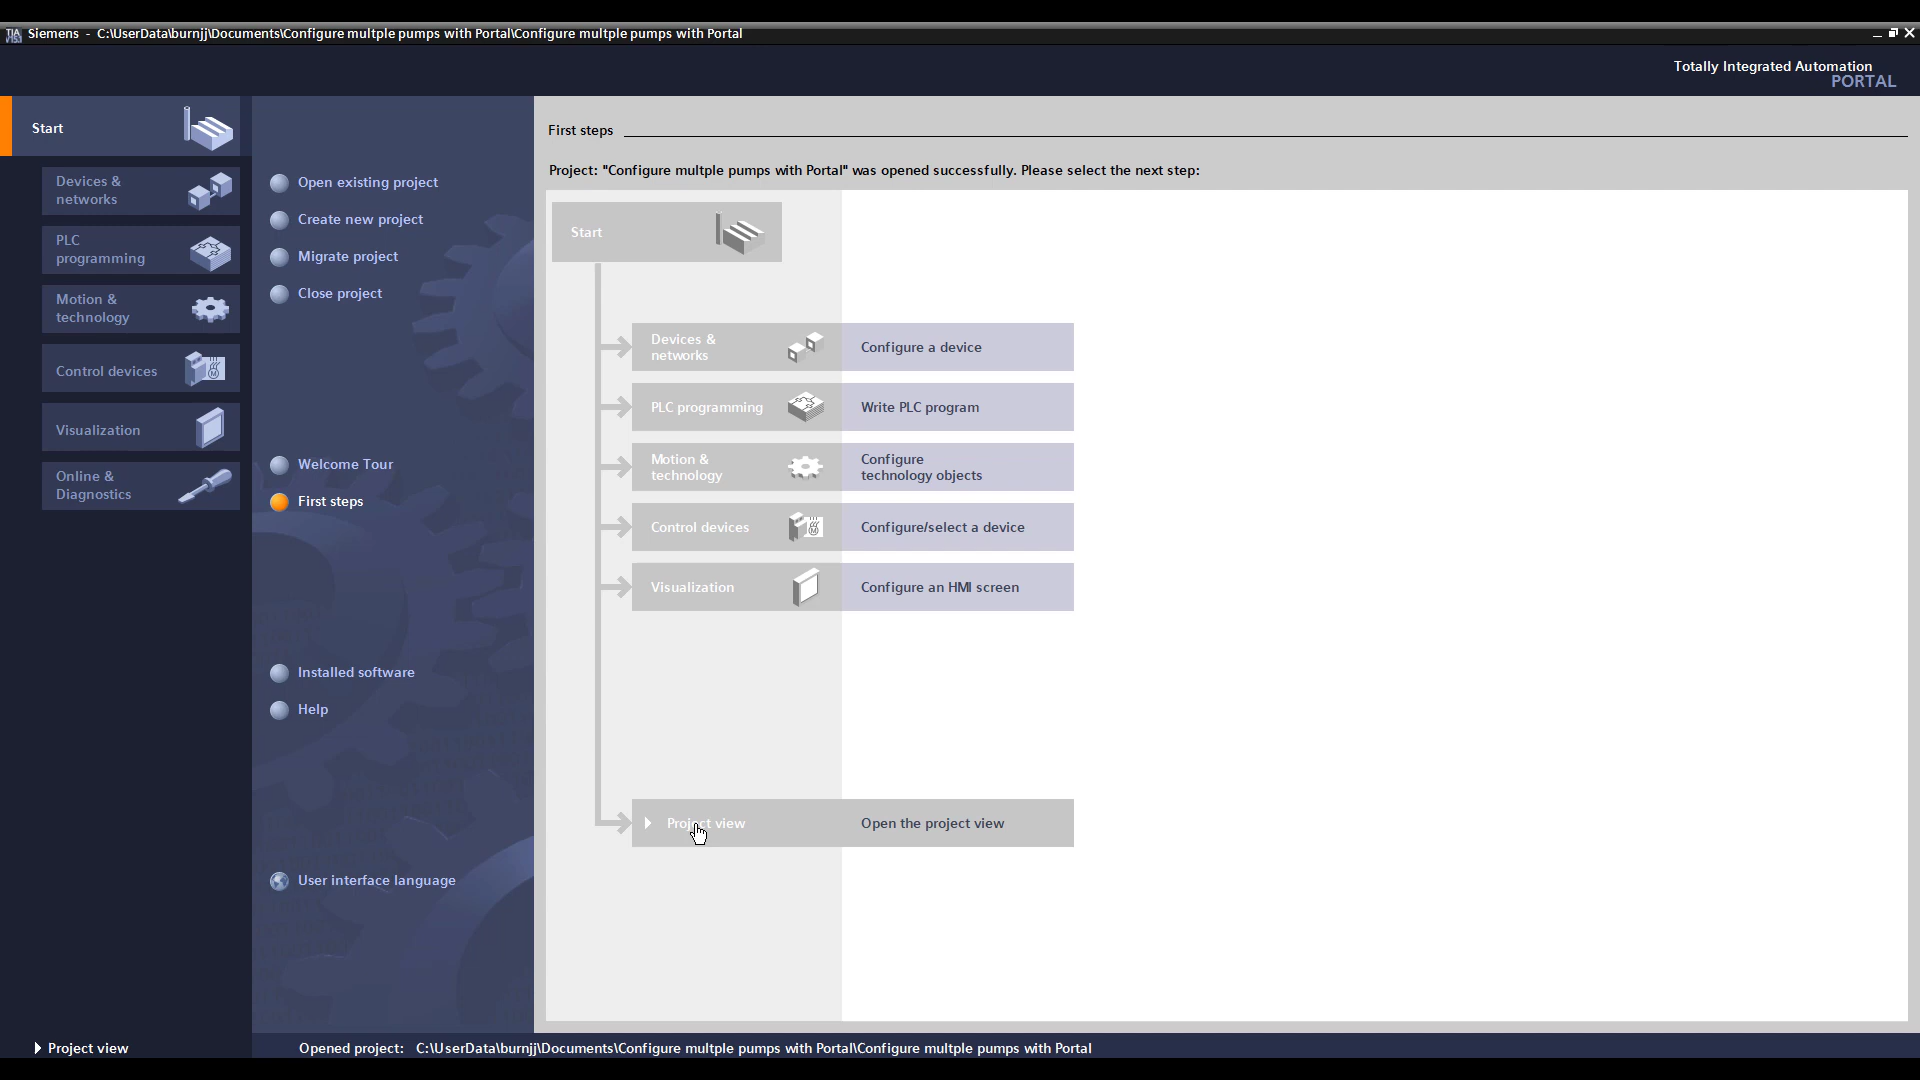 Siemens - C:\UserData\burnjj\Documents\Configure multple pumps with Portal\Configure multple pumps with Portal
Totally Integrated Automation
PORTAL
Start
Devices &
networks
PLC
programming
Motion &
technology
Control devices
Visualization
Online &
Diagnostics
Open existing project
Create new project
Migrate project
Close project
Welcome Tour
First steps
Installed software
Help
User interface language
First steps
Project: "Configure multple pumps with Portal" was opened successfully. Please select the next step:
Start
Devices &
networks
Configure a device
PLC programming
Write PLC program
Motion &
technology
Configure
technology objects
Control devices
Configure/select a device
Visualization
Configure an HMI screen
Project view
Open the project view
Project view
Opened project: C:\UserData\burnjj\Documents\Configure multple pumps with Portal\Configure multple pumps with Portal